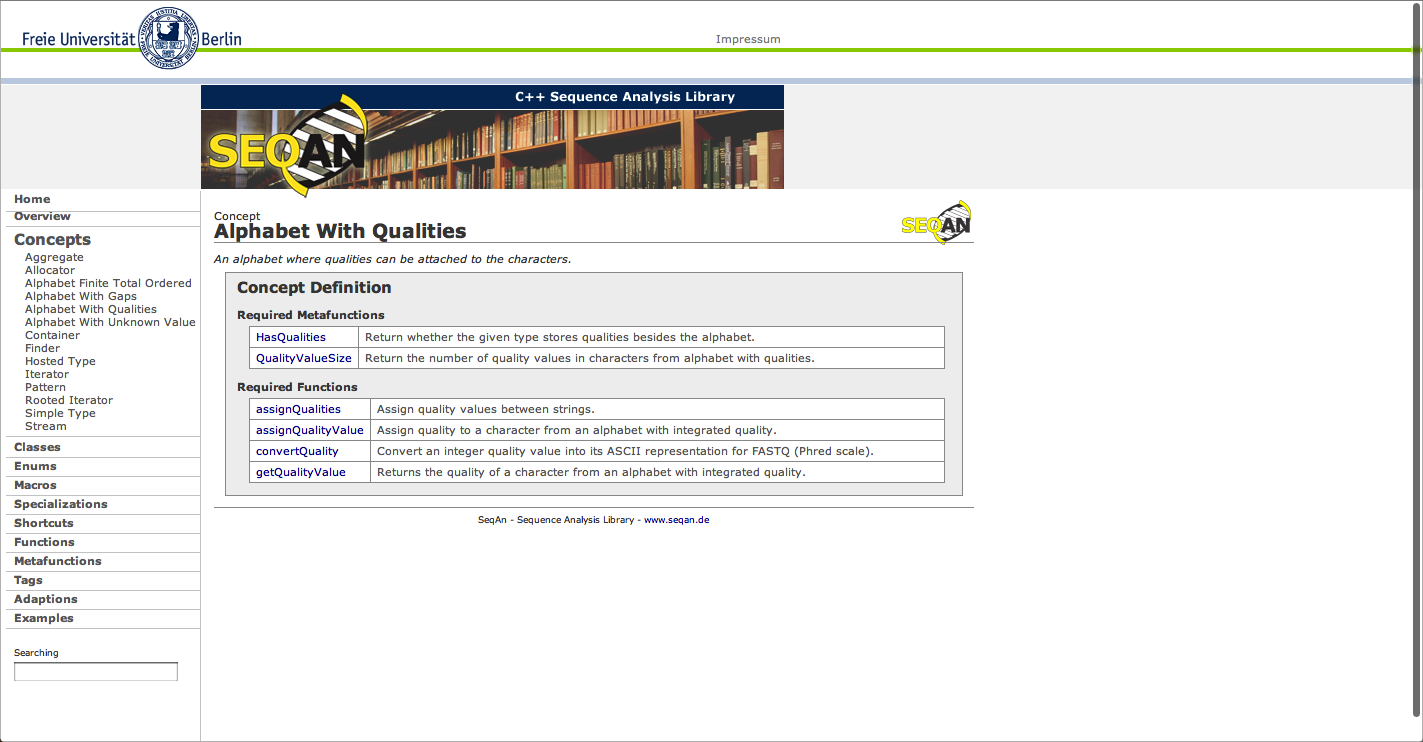 Freie Universität Berlin
Impressum
C++ Sequence Analysis Library
SEQAN
Home
Overview
Concepts
Aggregate
Allocator
Alphabet Finite Total Ordered
Alphabet With Gaps
Alphabet With Qualities
Alphabet With Unknown Value
Container
Finder
Hosted Type
Iterator
Pattern
Rooted Iterator
Simple Type
Stream
Classes
Enums
Macros
Specializations
Shortcuts
Functions
Metafunctions
Tags
Adaptions
Examples
Searching
Concept
Alphabet With Qualities
SEQAN
An alphabet where qualities can be attached to the characters.
Concept Definition
Required Metafunctions
HasQualities Return whether the given type stores qualities besides the alphabet.
QualityValueSize Return the number of quality values in characters from alphabet with qualities.
Required Functions
assignQualities Assign quality values between strings.
assignQualityValue Assign quality to a character from an alphabet with integrated quality.
convertQuality Convert an integer quality value into its ASCII representation for FASTQ (Phred scale).
getQualityValue Returns the quality of a character from an alphabet with integrated quality.
SeqAn - Sequence Analysis Library - www.seqan.de